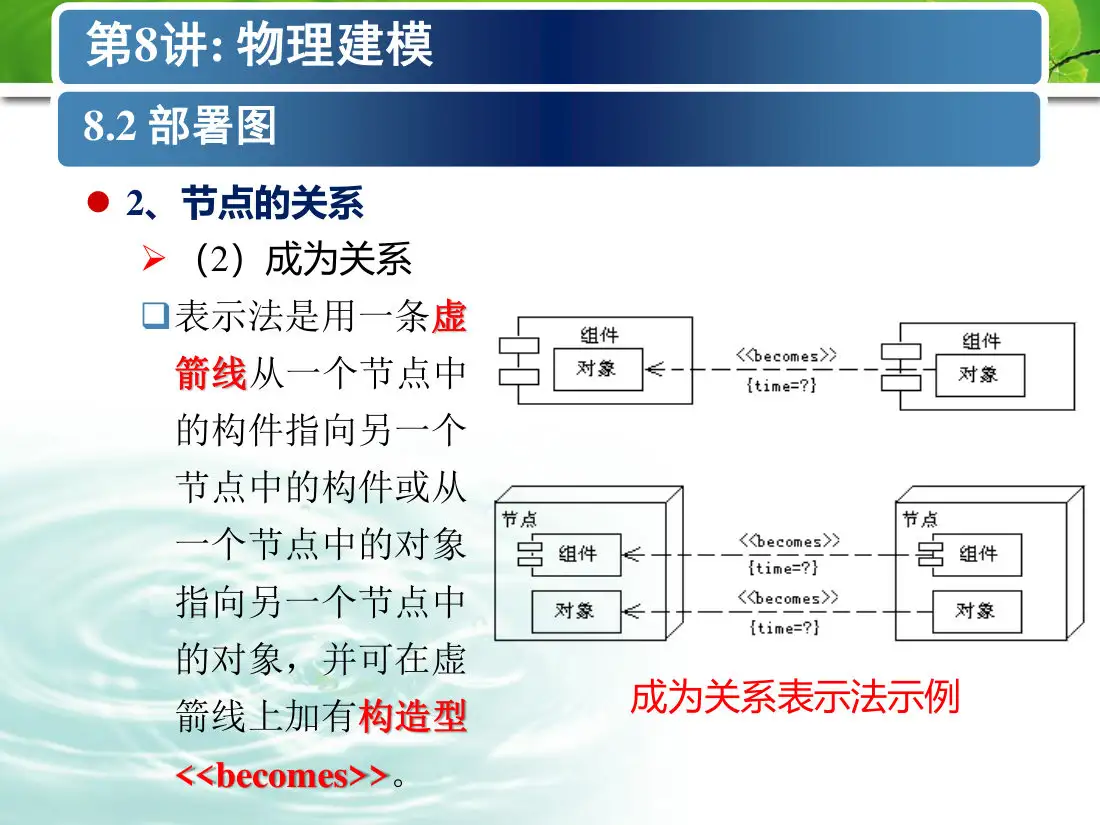 第8讲: 物理建模
8.2 部署图
2、节点的关系
（2）成为关系
表示法是用一条虚
箭线从一个节点中
的构件指向另一个
节点中的构件或从
一个节点中的对象
指向另一个节点中
的对象，并可在虚
箭线上加有构造型
<<becomes>>。
组件
对象
<<becomes>>
{time=?}
组件
对象
节点
组件
对象
<<becomes>>
{time=?}
<<becomes>>
{time=?}
节点
组件
对象
成为关系表示法示例